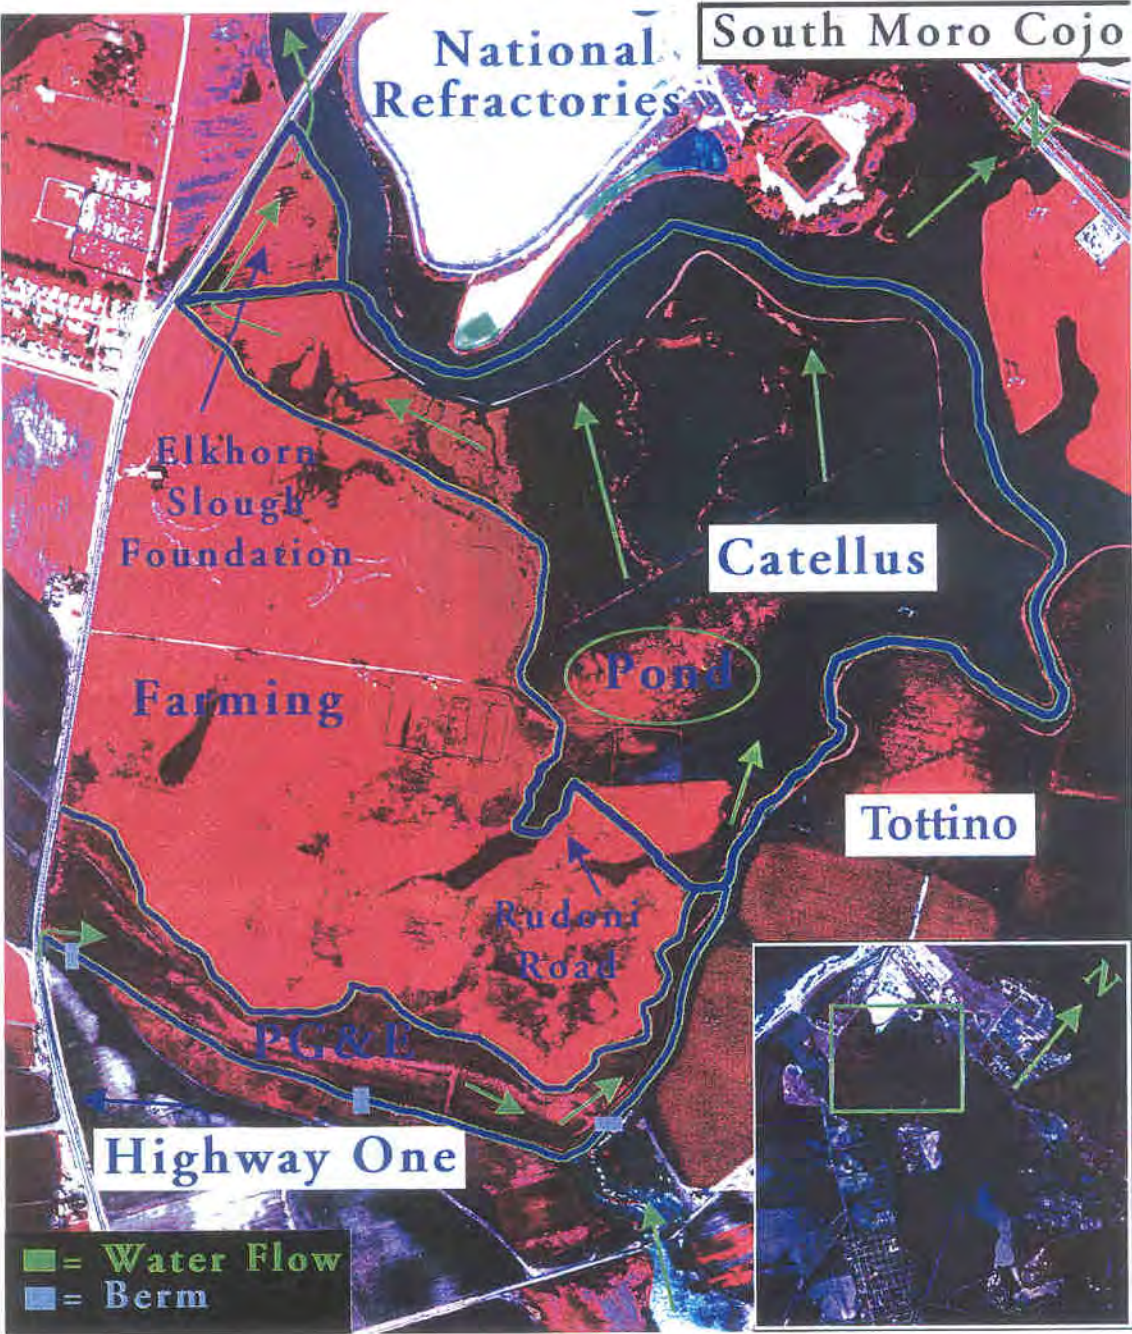 South Moro Cojo
National
Refractories
N
Elkhorn
Slough
Foundation
Catellus
Pond
Farming
Tottino
Rudoni
Road
PG&E
N
Highway One
= Water Flow
= Berm